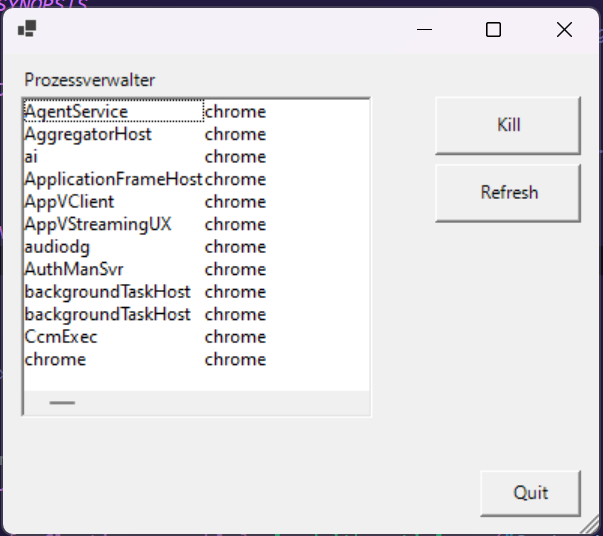 SYNOPSIS
Prozessverwalter
AgentService chrome
AggregatorHost chrome
ai chrome
ApplicationFrameHost chrome
AppVClient chrome
AppVStreamingUX chrome
audiodg chrome
AuthManSvr chrome
backgroundTaskHost chrome
backgroundTaskHost chrome
CcmExec chrome
chrome chrome
Kill
Refresh
Quit